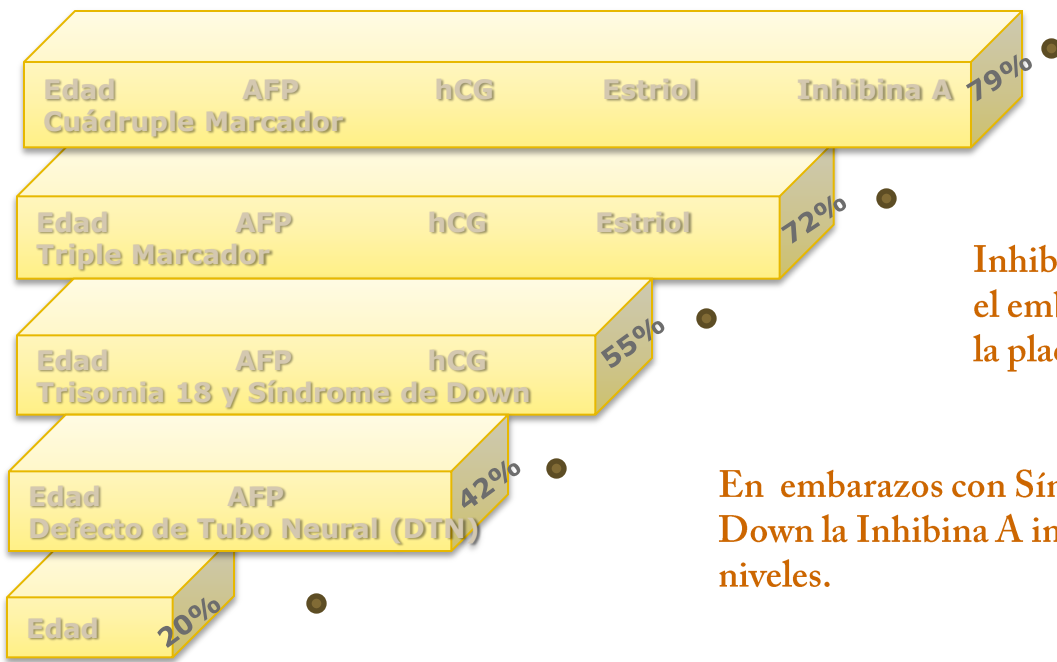 Edad AFP hCG Estriol Inhibina A 79%
Cuádruple Marcador
Edad AFP hCG Estriol 72%
Triple Marcador
Inhib
el emb
la plac
Edad AFP hCG 55%
Trisomia 18 y Síndrome de Down
Edad AFP 42%
Defecto de Tubo Neural (DTN)
En embarazos con Sín
Down la Inhibina A in
niveles.
Edad 20%